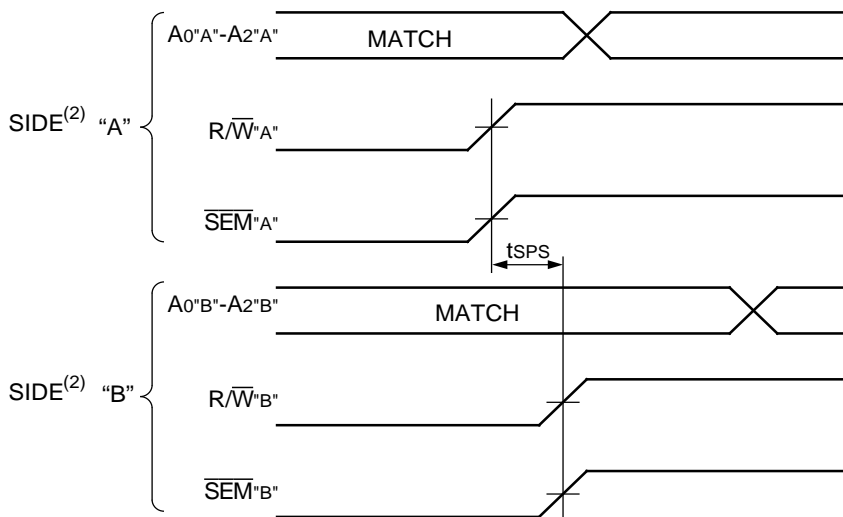 A0"A"-A2"A"
MATCH
SIDE(2) “A”
R/W"A"
SEM"A"
tSPS
A0"B"-A2"B"
MATCH
SIDE(2) “B”
R/W"B"
SEM"B"